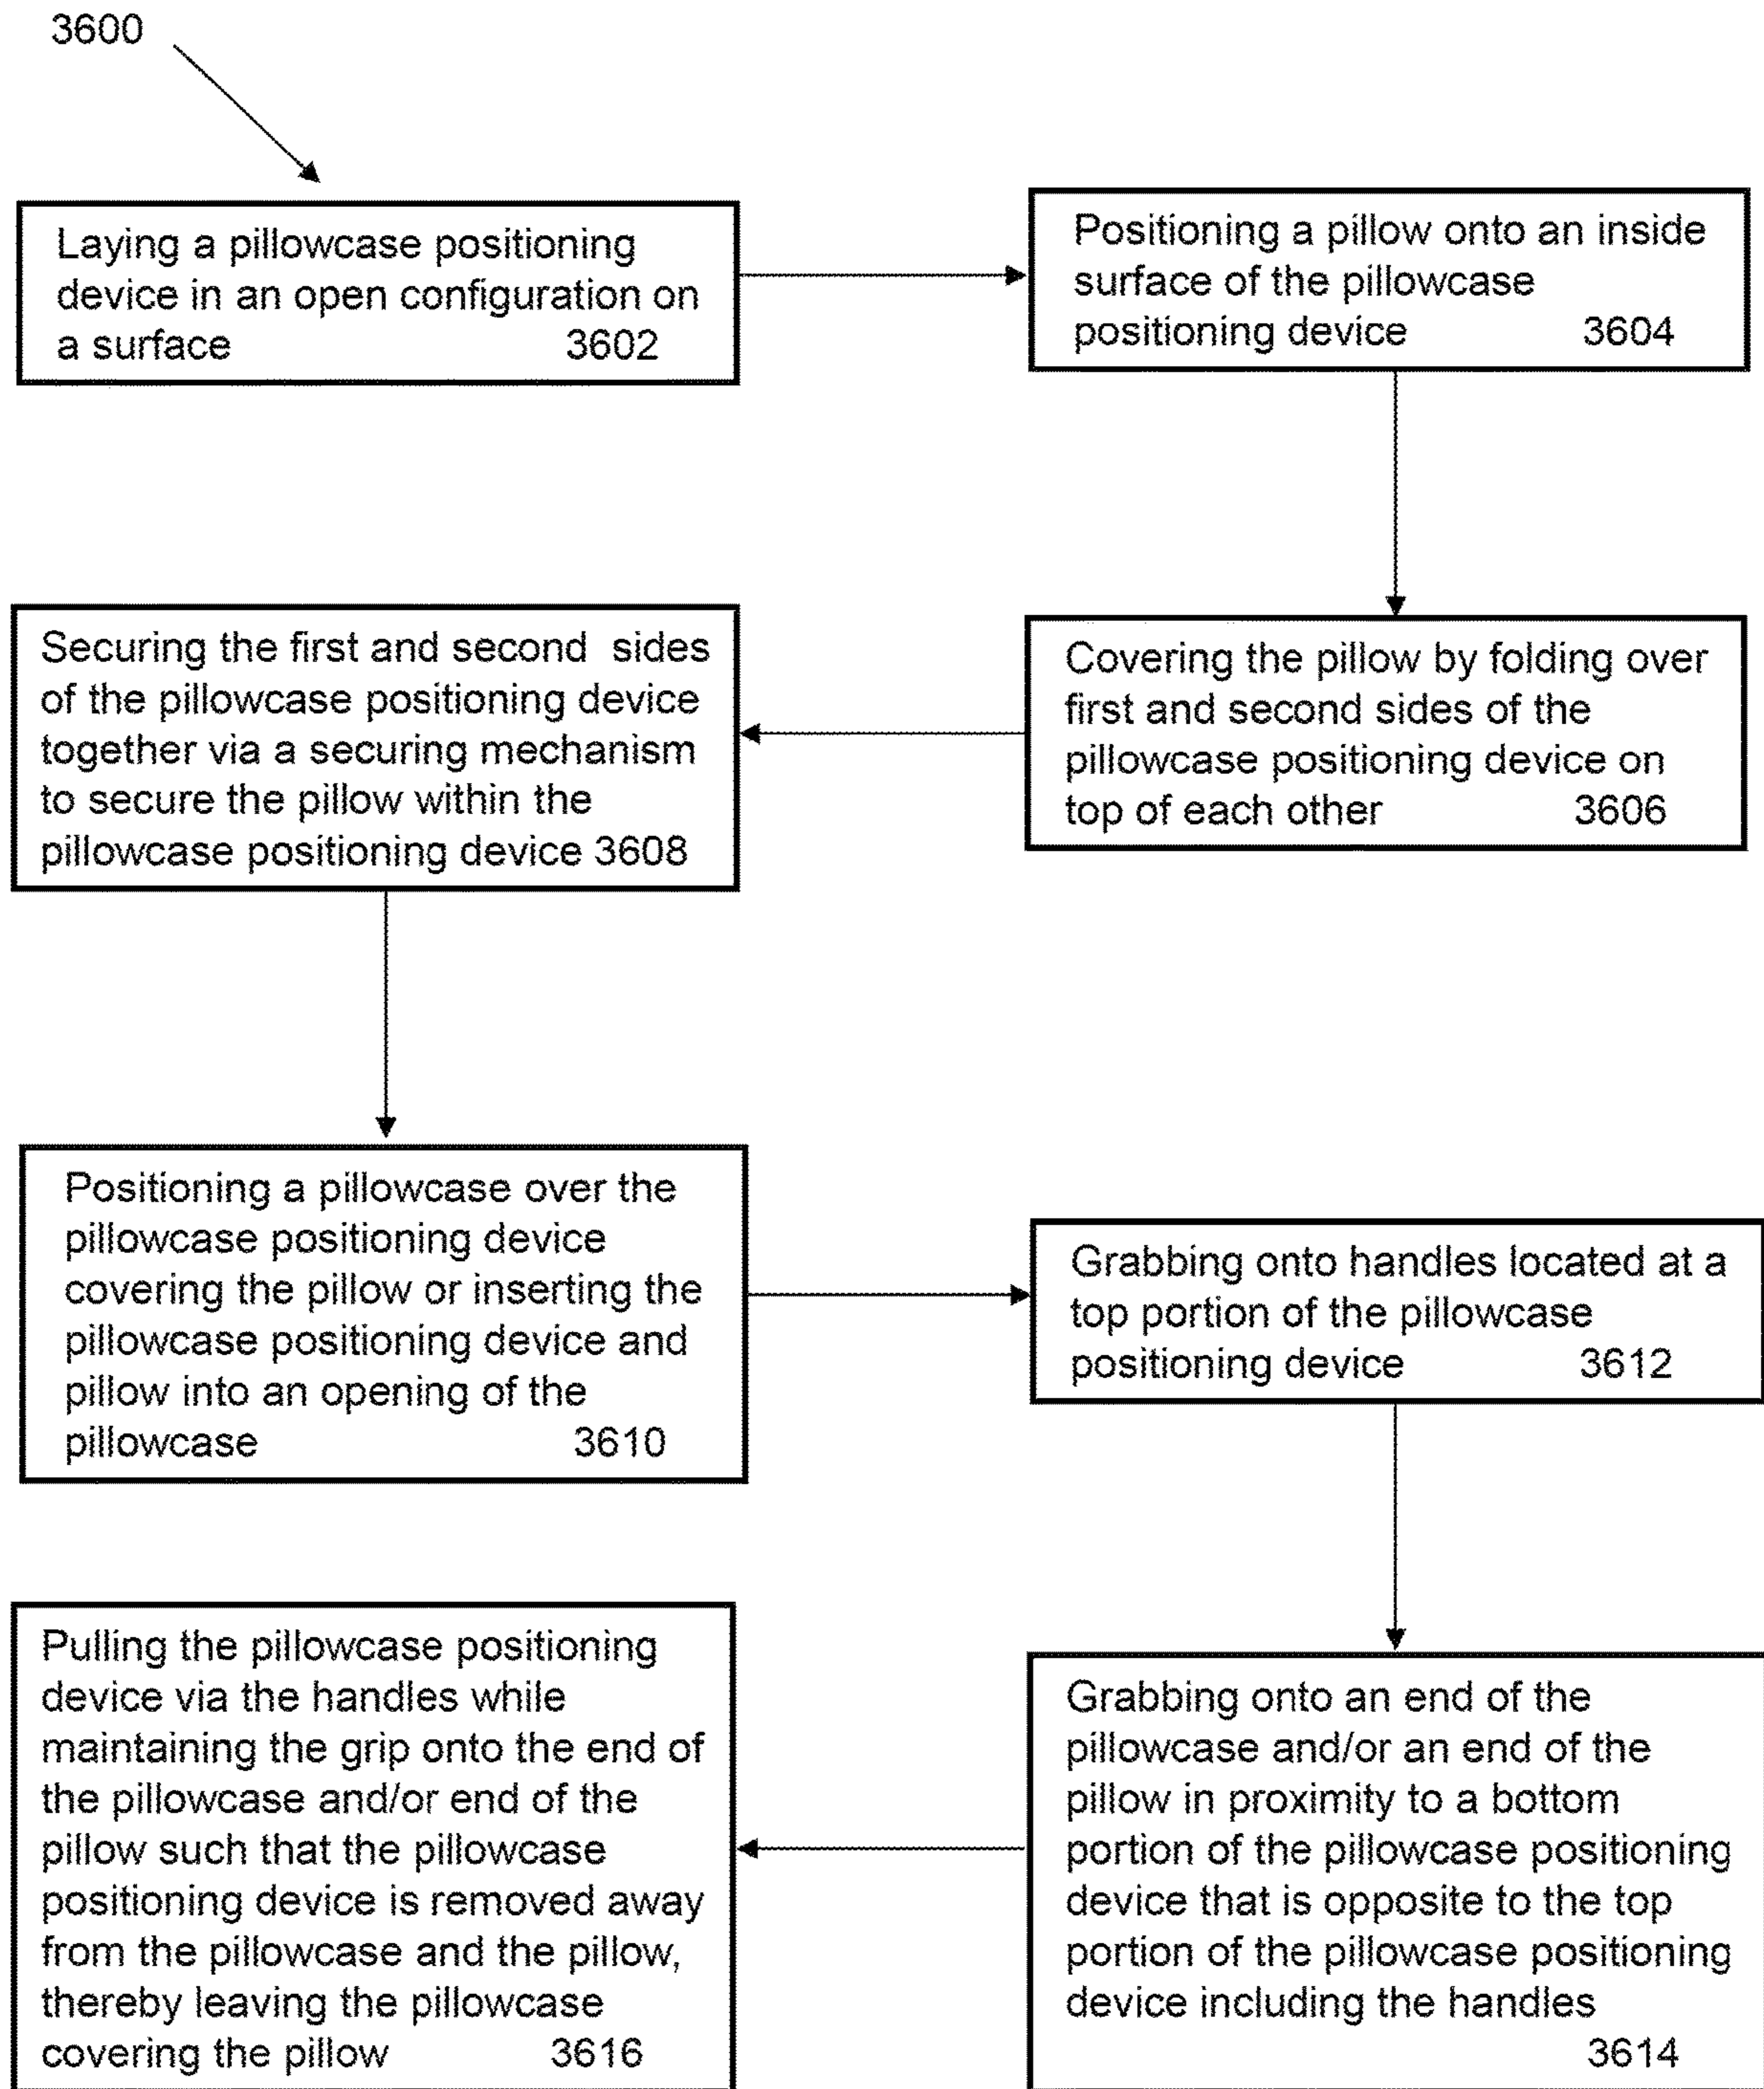 3600
Laying a pillowcase positioning
device in an open configuration on
a surface 3602
Positioning a pillow onto an inside
surface of the pillowcase
positioning device 3604
Covering the pillow by folding over
first and second sides of the
pillowcase positioning device on
top of each other 3606
Securing the first and second sides
of the pillowcase positioning device
together via a securing mechanism
to secure the pillow within the
pillowcase positioning device 3608
Positioning a pillowcase over the
pillowcase positioning device
covering the pillow or inserting the
pillowcase positioning device and
pillow into an opening of the
pillowcase 3610
Grabbing onto handles located at a
top portion of the pillowcase
positioning device 3612
Grabbing onto an end of the
pillowcase and/or an end of the
pillow in proximity to a bottom
portion of the pillowcase positioning
device that is opposite to the top
portion of the pillowcase positioning
device including the handles
3614
Pulling the pillowcase positioning
device via the handles while
maintaining the grip onto the end of
the pillowcase and/or end of the
pillow such that the pillowcase
positioning device is removed away
from the pillowcase and the pillow,
thereby leaving the pillowcase
covering the pillow 3616